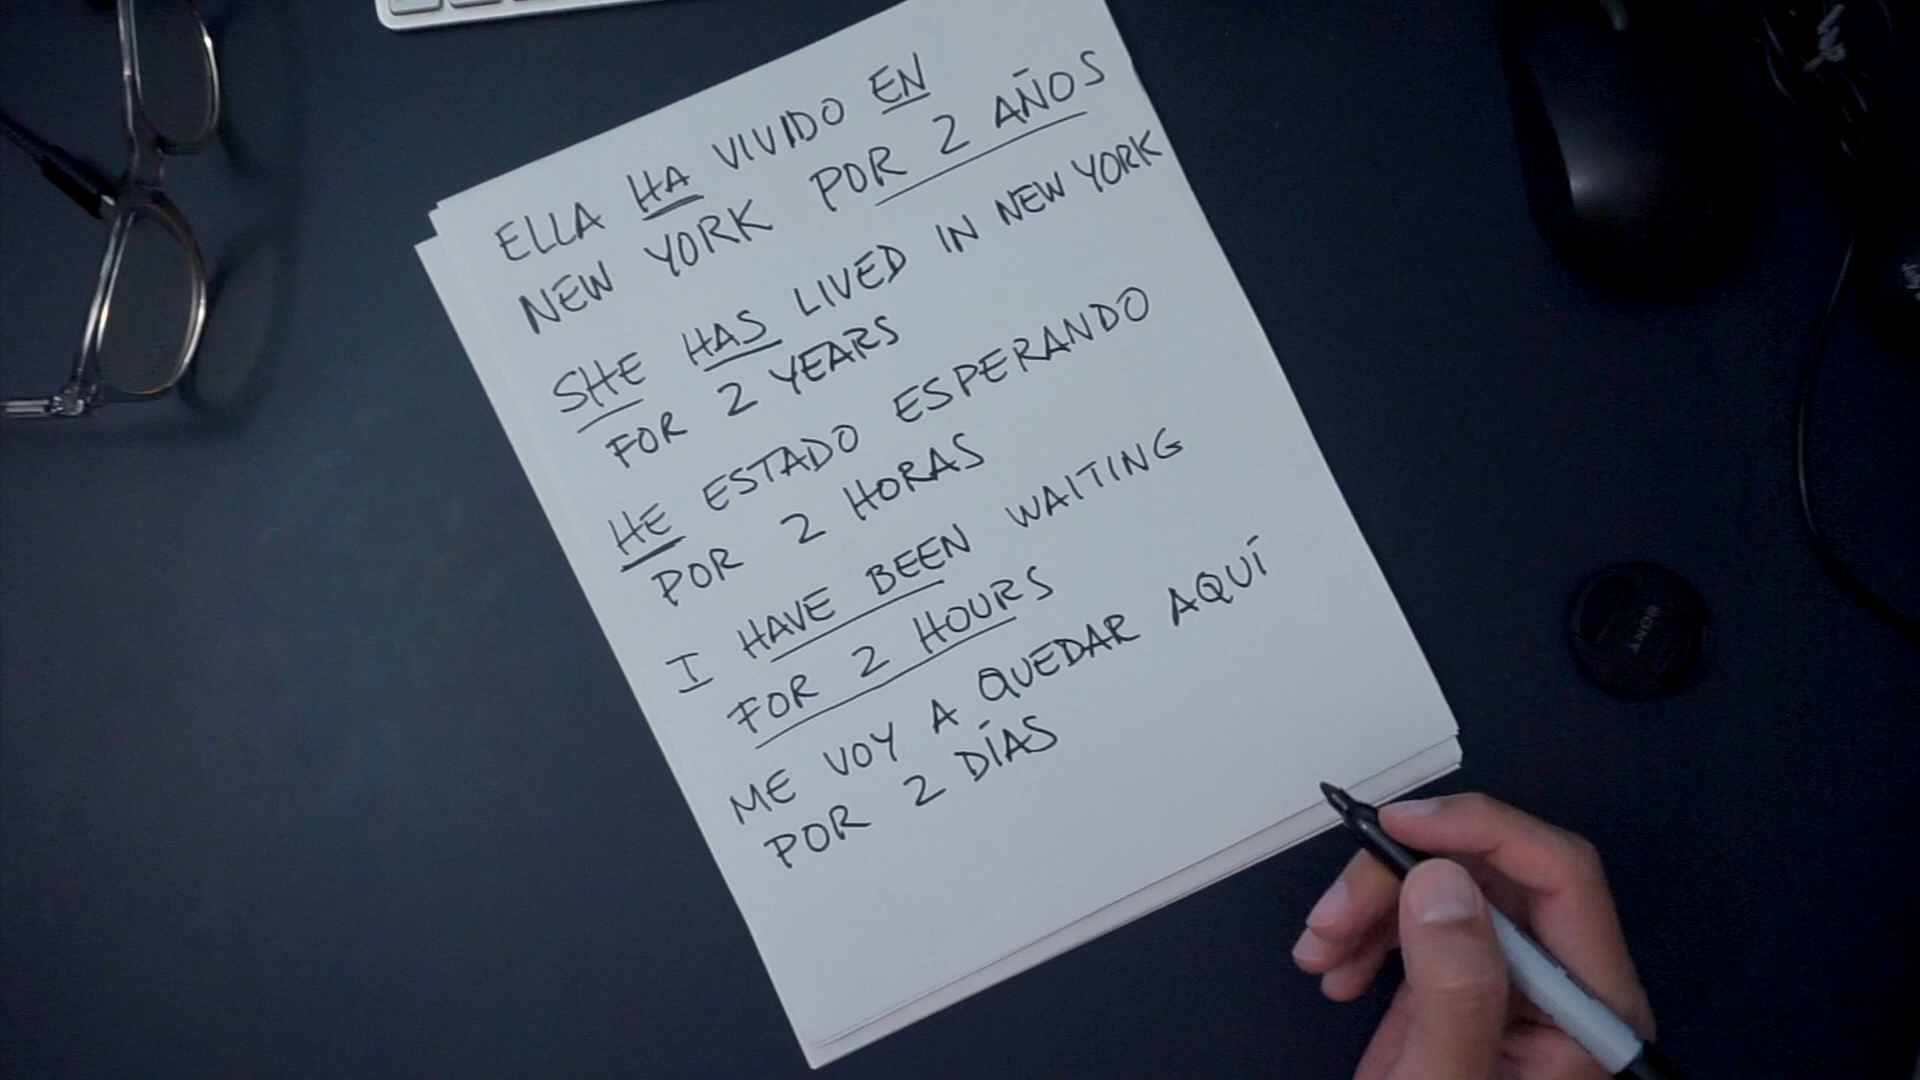 ELLA HA VIVIDO EN
NEW YORK POR 2 AÑOS
SHE HAS LIVED IN NEW YORK
FOR 2 YEARS
HE ESTADO ESPERANDO
POR 2 HORAS
I HAVE BEEN WAITING
FOR 2 HOURS
ME VOY A QUEDAR AQUÍ
POR 2 DÍAS
SONY